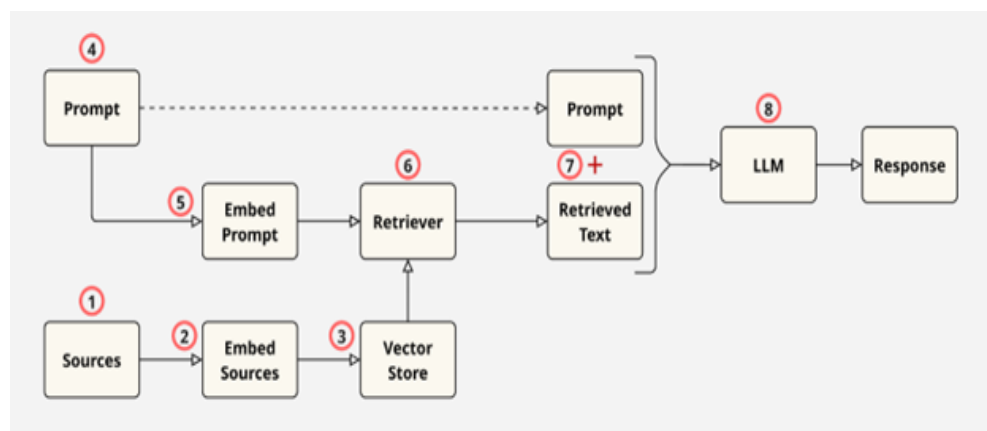 4
Prompt
Prompt
8
LLM
Response
7 +
Retrieved
Text
6
Retriever
5
Embed
Prompt
1
Sources
2
Embed
Sources
3
Vector
Store